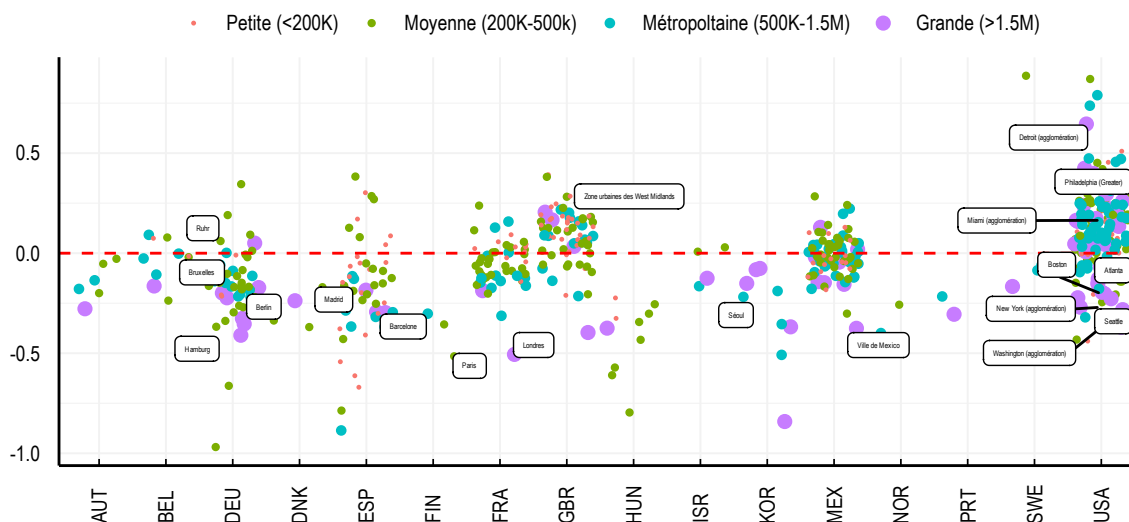 Petite (<200K) Moyenne (200K-500k) Métropoltaine (500K-1.5M) Grande (>1.5M)
0.5
0.0
-0.5
-1.0
Detroit (agglomération)
Philadelphia (Greater)
Zone urbaines des West Midlands
Miami (agglomération)
Ruhr
Bruxelles
Boston
Atlanta
Berlin
Madrid
Barcelone
Séoul
New York (agglomération)
Seattle
Hamburg
Paris
Londres
Ville de Mexico
Washington (agglomération)
AUT
BEL
DEU
DNK
ESP
FIN
FRA
GBR
HUN
ISR
KOR
MEX
NOR
PRT
SWE
USA